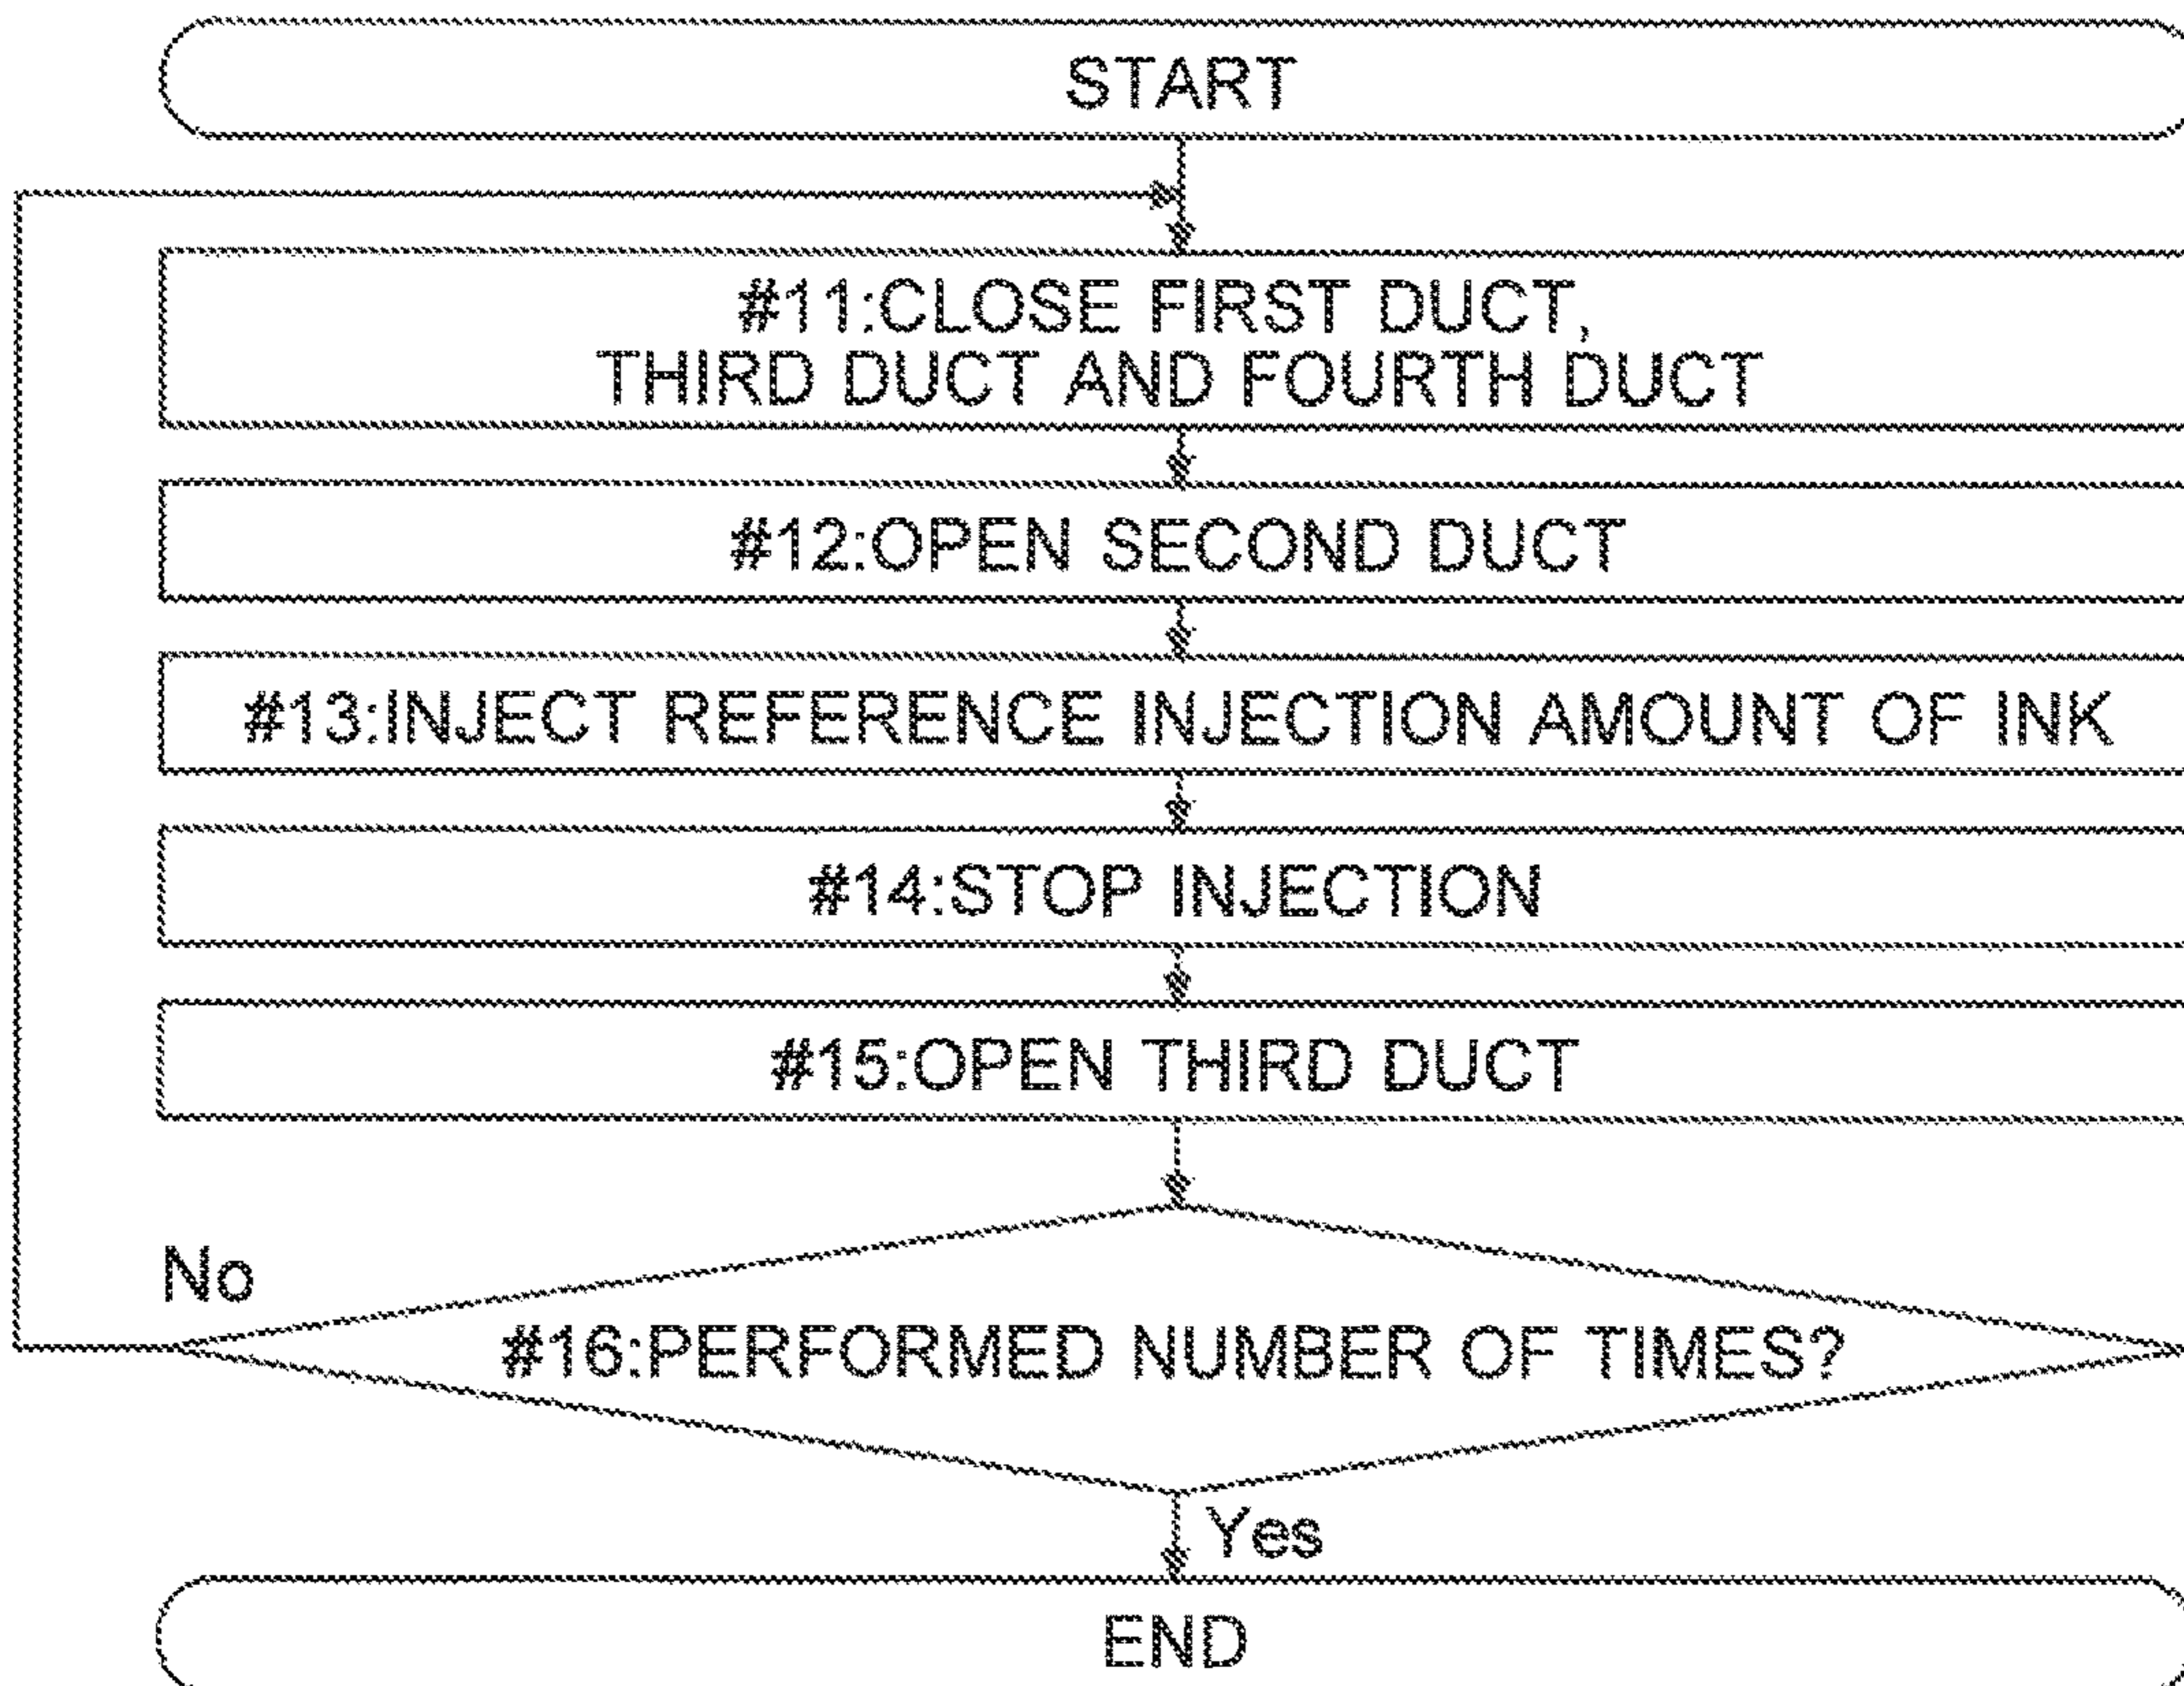 START
#11:CLOSE FIRST DUCT,
THIRD DUCT AND FOURTH DUCT
#12:OPEN SECOND DUCT
#13:INJECT REFERENCE INJECTION AMOUNT OF INK
#14:STOP INJECTION
#15:OPEN THIRD DUCT
No
#16:PERFORMED NUMBER OF TIMES?
Yes
END